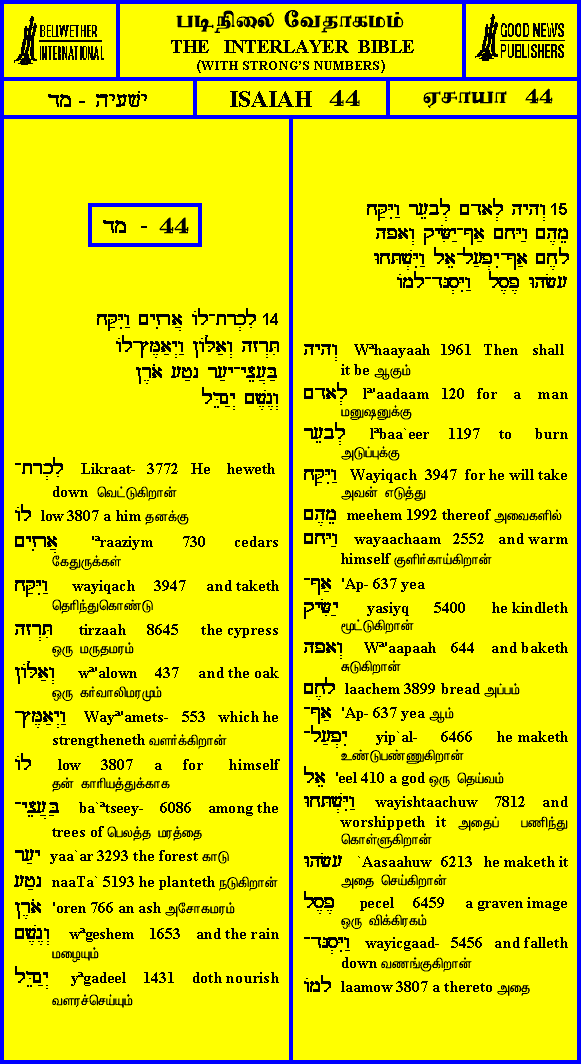 BELLWETHER
INTERNATIONAL
படிநிலை வேதாகமம்
THE INTERLAYER BIBLE
(WITH STRONG'S NUMBERS)
GOOD NEWS
PUBLISHERS
ישעיה - מד
ISAIAH 44
ஏசாயா 44
מד - 44
14 לִכְרָת־לוֹ אֲרָזִים וַיִּקַּח
תִּרְזָה וְאַלּוֹן וַיְאַמֶּץ־לוֹ
בַּעֲצֵי־יָעַר נָטַע אֹרֶן
וְגֶשֶׁם יְגַדֵּל
לִכְרָת־ Likraat- 3772 He heweth
down வெட்டுகிறான்
לוֹ low 3807 a him தனக்கு
אֲרָזִים 'ªraaziym 730 cedars
கேதுருக்கள்
וַיִּקַּח wayiqach 3947 and taketh
தெரிந்துகொண்டு
תִּרְזָה tirzaah 8645 the cypress
ஒரு மருதமரம்
וְאַלּוֹן wª'alown 437 and the oak
ஒரு கர்வாலிமரமும்
וַיְאַמֶּץ־ Wayª'amets- 553 which he
strengtheneth வளர்க்கிறான்
לוֹ low 3807 a for himself
தன் காரியத்துக்காக
בַּעֲצֵי־ ba`ªtseey- 6086 among the
trees of பெலத்த மரத்தை
יָעַר yaa`ar 3293 the forest காடு
נָטַע naaTa` 5193 he planteth நடுகிறான்
אֹרֶן 'oren 766 an ash அசோகமரம்
וְגֶשֶׁם wªgeshem 1653 and the rain
மழையும்
יְגַדֵּל yªgadeel 1431 doth nourish
வளரச்செய்யும்
15 וְהָיָה לְאָדָם לְבָעֵר וַיִּקַּח
מֵהֶם וַיָּחָם אַף־יַשִּׂיק וְאָפָה
לָחֶם אַף־יִפְעַל־אֵל וַיִּשְׁתָּחוּ
עָשָׂהוּ פֶסֶל וַיִּסְגָּד־לָמוֹ
וְהָיָה Wªhaayaah 1961 Then shall
it be ஆகும்
לְאָדָם lª'aadaam 120 for a man
மனுஷனுக்கு
לְבָעֵר lªbaa`eer 1197 to burn
அடுப்புக்கு
וַיִּקַּח Wayiqach 3947 for he will take
அவன் எடுத்து
מֵהֶם meehem 1992 thereof அவைகளில்
וַיָּחָם wayaachaam 2552 and warm
himself குளிர்காய்கிறான்
אַף־ 'Ap- 637 yea
יַשִּׂיק yasiyq 5400 he kindleth
மூட்டுகிறான்
וְאָפָה Wª'aapaah 644 and baketh
சுடுகிறான்
לָחֶם laachem 3899 bread அப்பம்
אַף־ 'Ap- 637 yea ஆம்
יִפְעַל־ yip`al- 6466 he maketh
உண்டுபண்ணுகிறான்
אֵל 'eel 410 a god ஒரு தெய்வம்
וַיִּשְׁתָּחוּ wayishtaachuw 7812 and
worshippeth it அதைப் பணிந்து
கொள்ளுகிறான்
עָשָׂהוּ `Aasaahuw 6213 he maketh it
அதை செய்கிறான்
פֶסֶל pecel 6459 a graven image
ஒரு விக்கிரகம்
וַיִּסְגָּד־ wayicgaad- 5456 and falleth
down வணங்குகிறான்
לָמוֹ laamow 3807 a thereto அதை